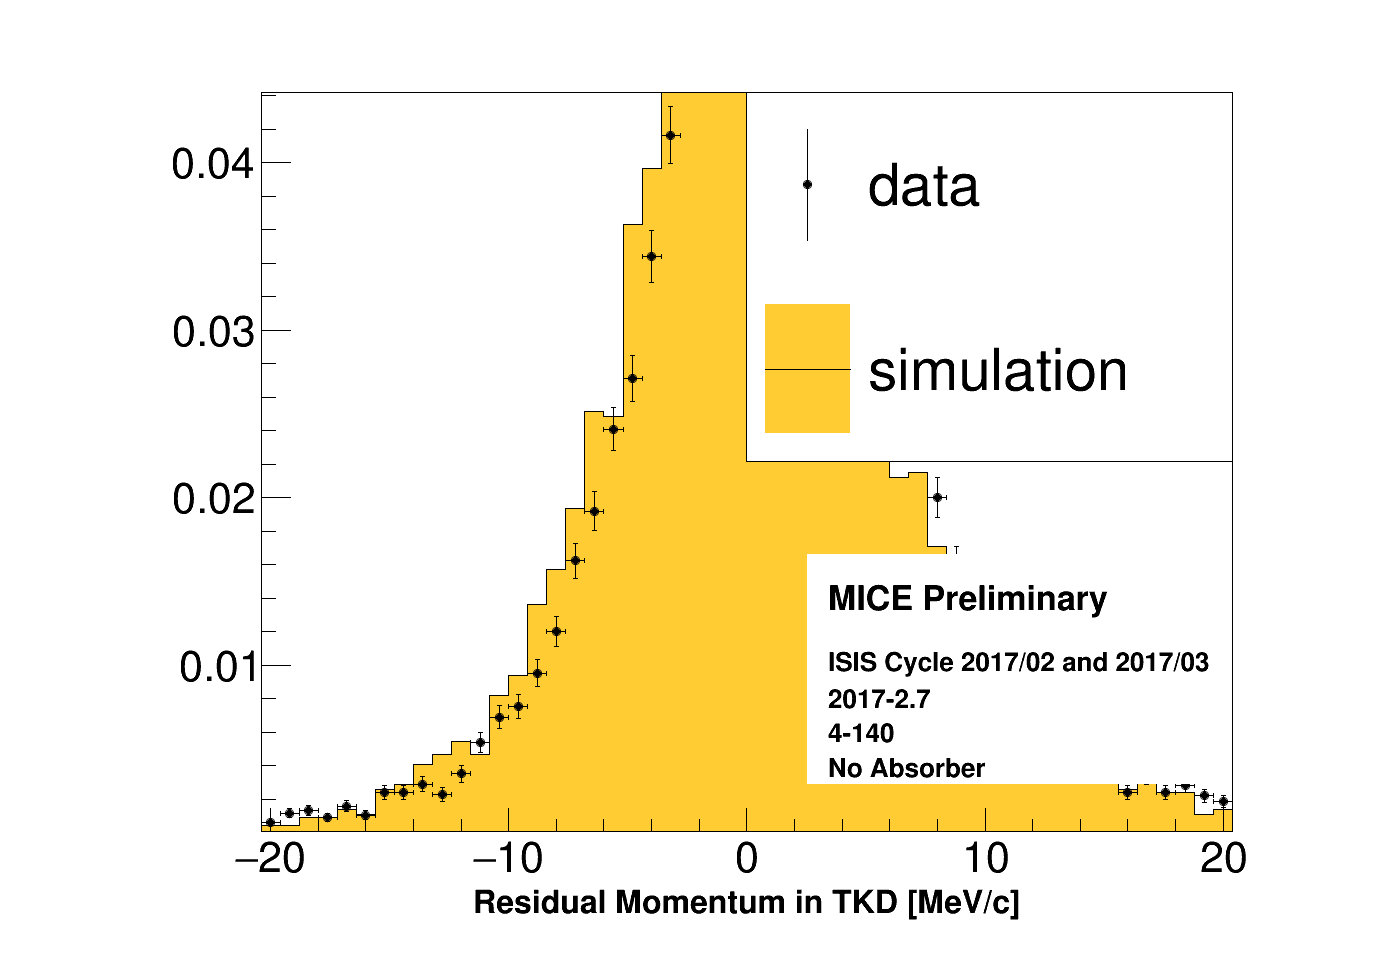 0.04
0.03
0.02
0.01
data
simulation
MICE Preliminary
ISIS Cycle 2017/02 and 2017/03
2017-2.7
4-140
No Absorber
−20 −10 0 10 20
Residual Momentum in TKD [MeV/c]